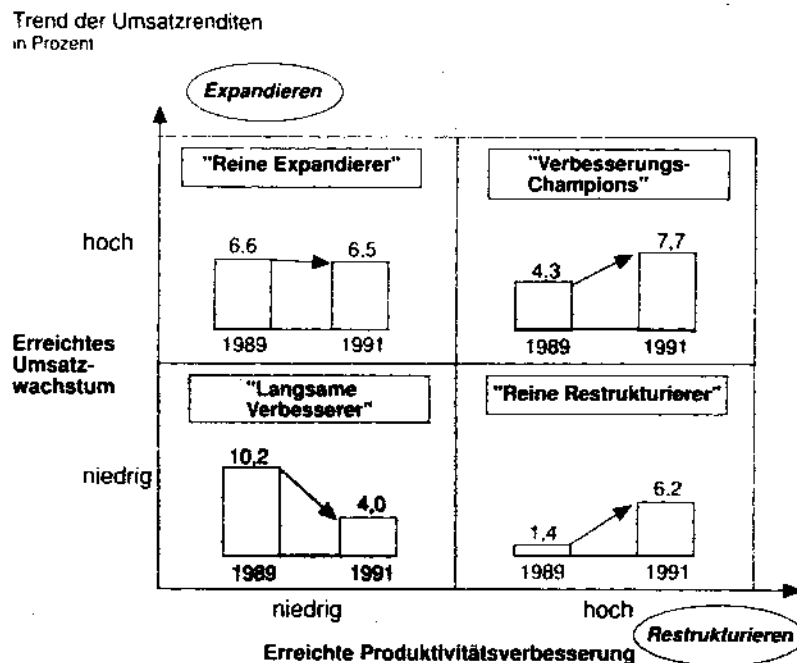 Trend der Umsatzrenditen
in Prozent
Expandieren
"Reine Expandierer"
"Verbesserungs-
Champions"
hoch
6.6
6.5
1989
1991
4.3
7,7
1989
1991
Erreichtes
Umsatz-
wachstum
"Langsame
Verbesserer"
"Reine Restrukturierer"
niedrig
10,2
4,0
1989
1991
1,4
6.2
1989
1991
niedrig
hoch
Erreichte Produktivitätsverbesserung
Restrukturieren